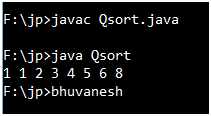 F:\jp>javac Qsort.java
F:\jp>java Qsort
1 1 2 3 4 5 6 8
F:\jp>bhuvanesh